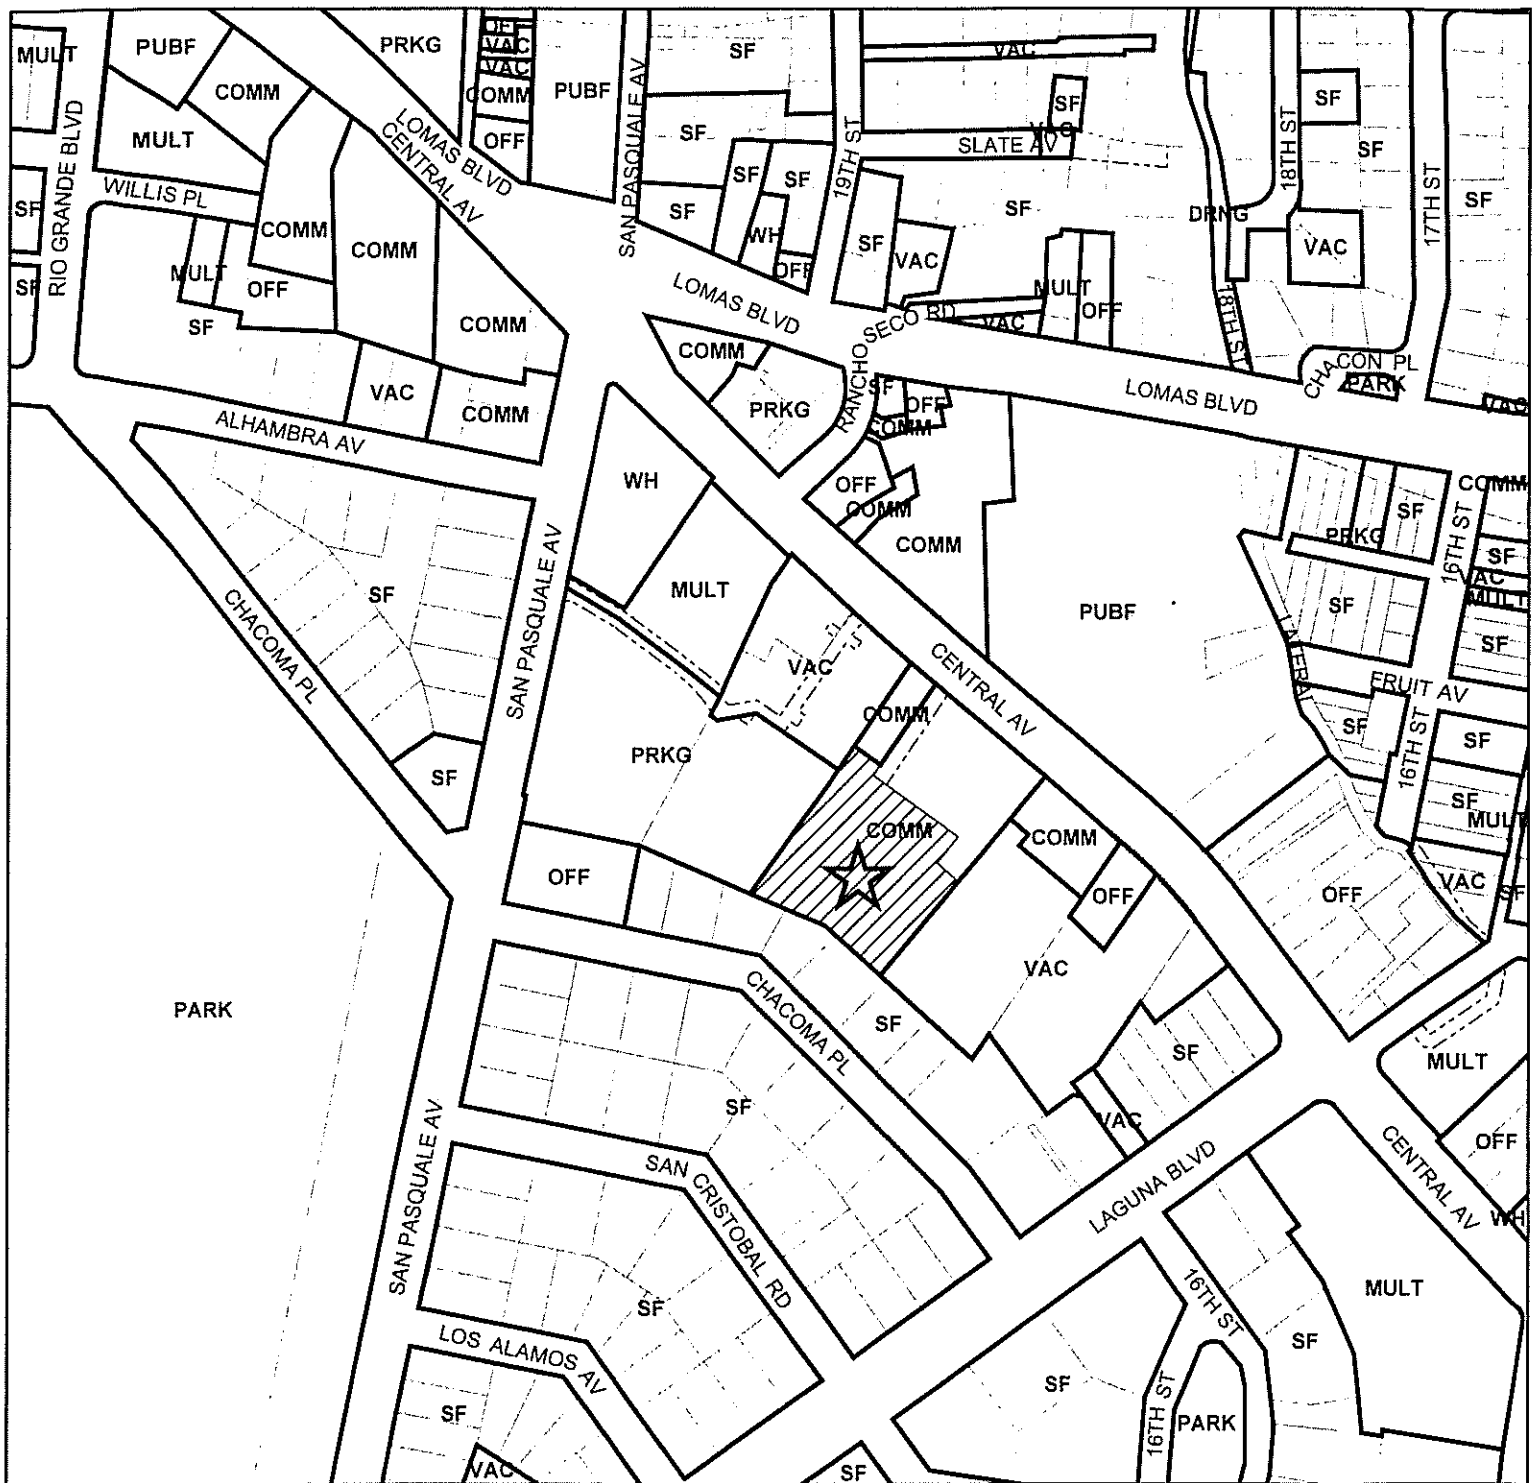 MULT
PUBF
PRKG
VAC
SF
VAC
COMM
VAC
COMM
PUBF
SF
SF
MULT
OFF
SF
VAC
SLATE AV
SF
RIO GRANDE BLVD
WILLIS PL
LOMAS BLVD
CENTRAL AV
SAN PASQUALE AV
19TH ST
18TH ST
17TH ST
SF
SF
SF
SF
SF
SF
DRNG
COMM
COMM
WH
SF
VAC
VAC
SF
MULT
OFF
OFF
MULT
OFF
SF
COMM
LOMAS BLVD
RANCHO SECO RD
VAC
18TH ST
COMM
CHACON PL
PARK
VAC
COMM
PRKG
SF
OFF
COMM
LOMAS BLVD
VAC
ALHAMBRA AV
WH
OFF
COMM
COMM
PRKG
SF
16TH ST
COMM
SF
VAC
MULT
SF
CHACOMA PL
SAN PASQUALE AV
MULT
PUBF
SF
SF
LATERAL
FRUIT AV
VAC
CENTRAL AV
COMM
SF
16TH ST
SF
SF
PRKG
SF
COMM
COMM
MULT
OFF
OFF
OFF
VAC
SF
PARK
CHACOMA PL
SF
VAC
SF
MULT
SF
VAC
OFF
SAN PASQUALE AV
SAN CRISTOBAL RD
LAGUNA BLVD
CENTRAL AV
WH
SF
16TH ST
MULT
LOS ALAMOS AV
SF
SF
SF
16TH ST
PARK
VAC
SF